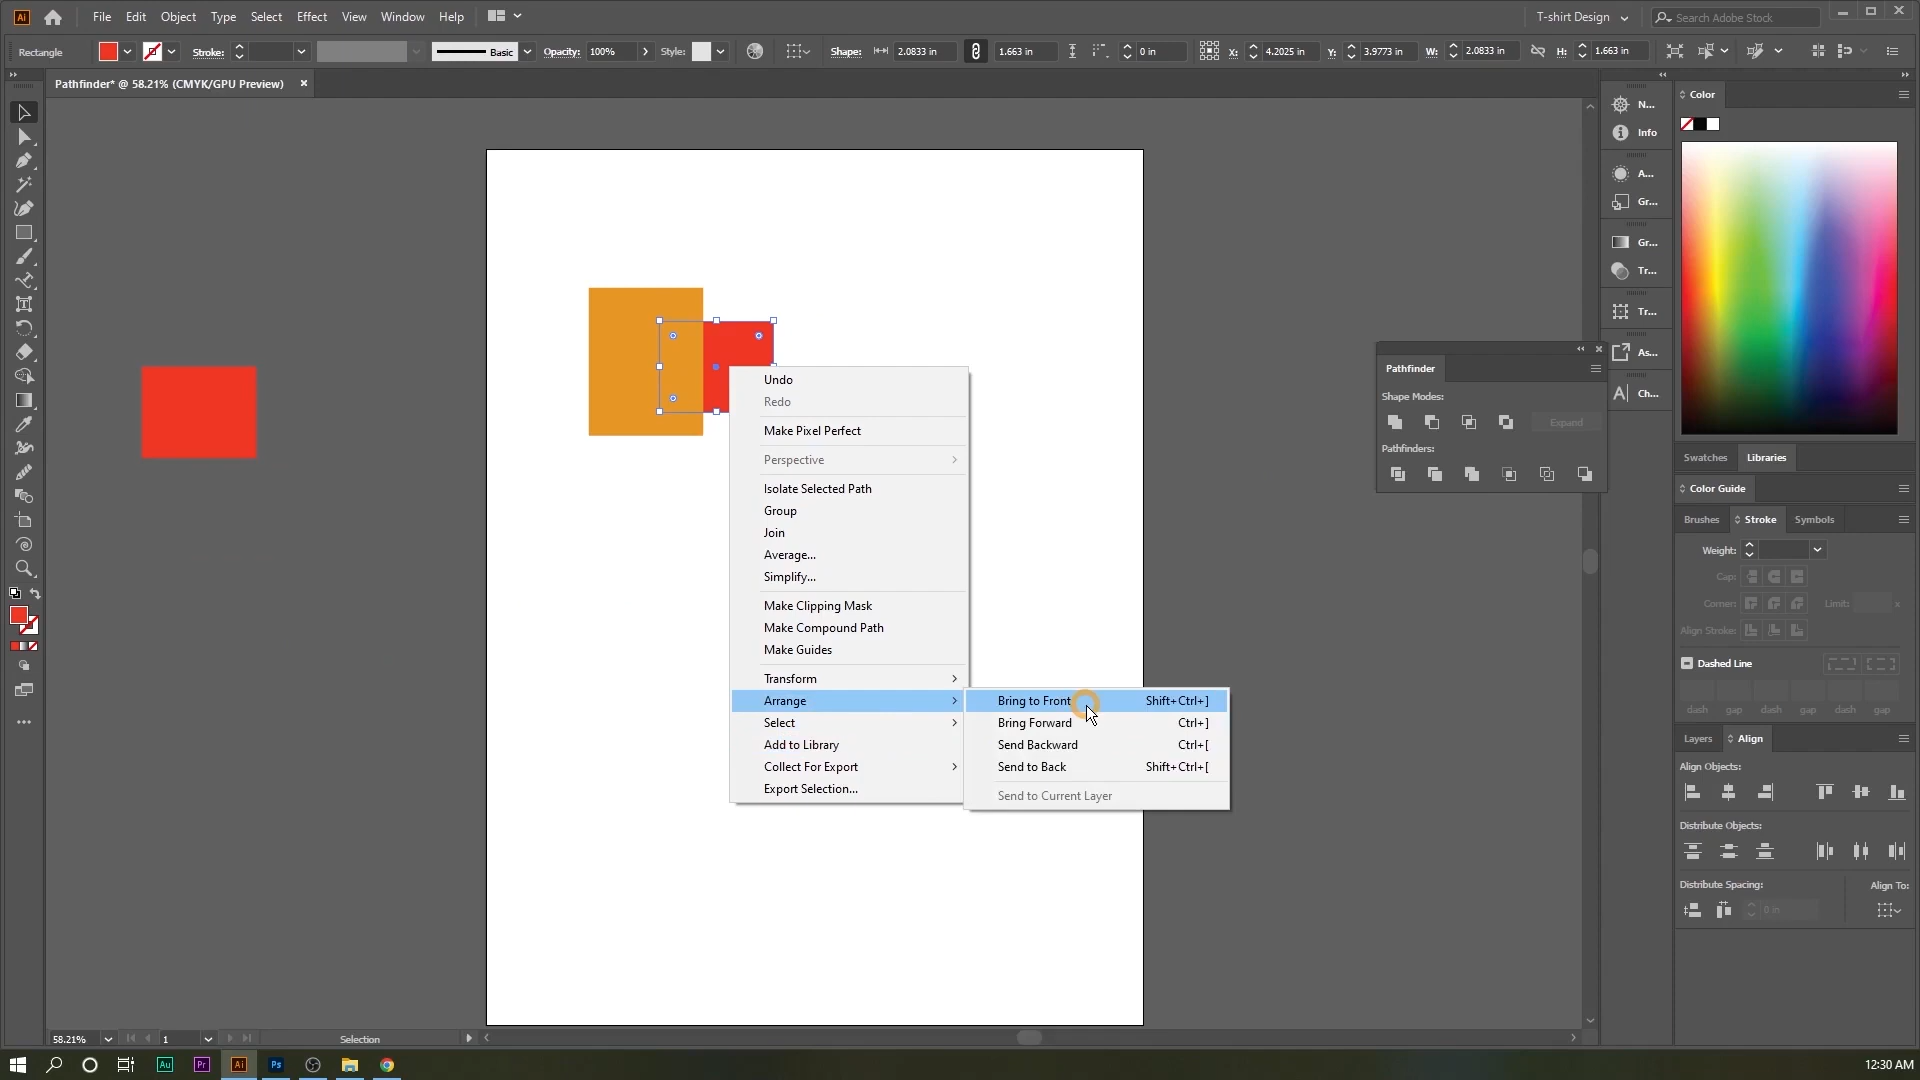 Ai File Edit Object Type Select Effect View Window Help T-shirt Design Search Adobe Stock
Rectangle Stroke: Basic Opacity: 100% Style: Shape: 2.0833 in 1.663 in 0 in X: 4.2025 in Y: 3.9773 in W: 2.0833 in H: 1.663 in
Pathfinder* @ 58.21% (CMYK/GPU Preview)
Undo
Redo
Make Pixel Perfect
Perspective
Isolate Selected Path
Group
Join
Average...
Simplify...
Make Clipping Mask
Make Compound Path
Make Guides
Transform
Arrange
Select
Add to Library
Collect For Export
Export Selection...
Bring to Front Shift+Ctrl+]
Bring Forward Ctrl+]
Send Backward Ctrl+[
Send to Back Shift+Ctrl+[
Send to Current Layer
Pathfinder
Shape Modes:
Expand
Pathfinders:
N...
Info
A...
Gr...
Gr...
Tr...
Tr...
As...
Ch...
Color
Swatches Libraries
Color Guide
Brushes Stroke Symbols
Weight:
Cap:
Corner: Limit: x
Align Stroke:
Dashed Line
dash gap dash gap dash gap
Layers Align
Align Objects:
Distribute Objects:
Distribute Spacing: Align To:
0 in
58.21% 1 Selection
Au Pr Ai Ps 12:30 AM